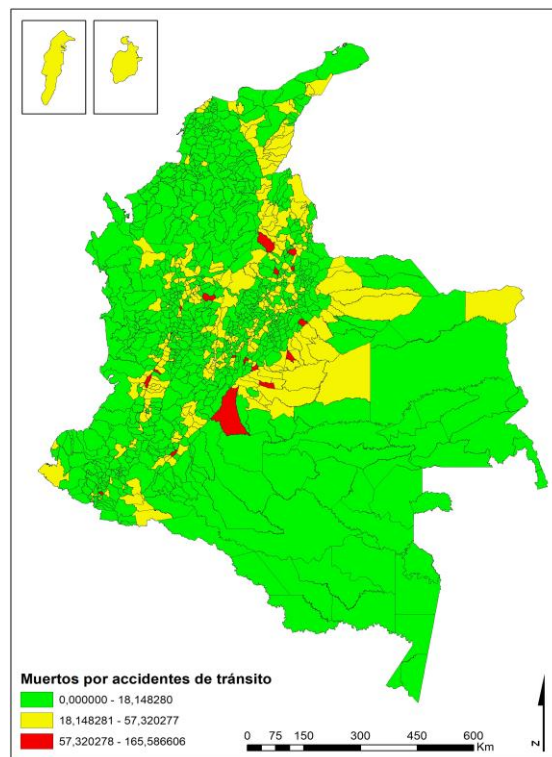 Muertos por accidentes de tránsito
0,000000 - 18,148280
18,148281 - 57,320277
57,320278 - 165,586606
0 75 150 300 450 600
Km
N